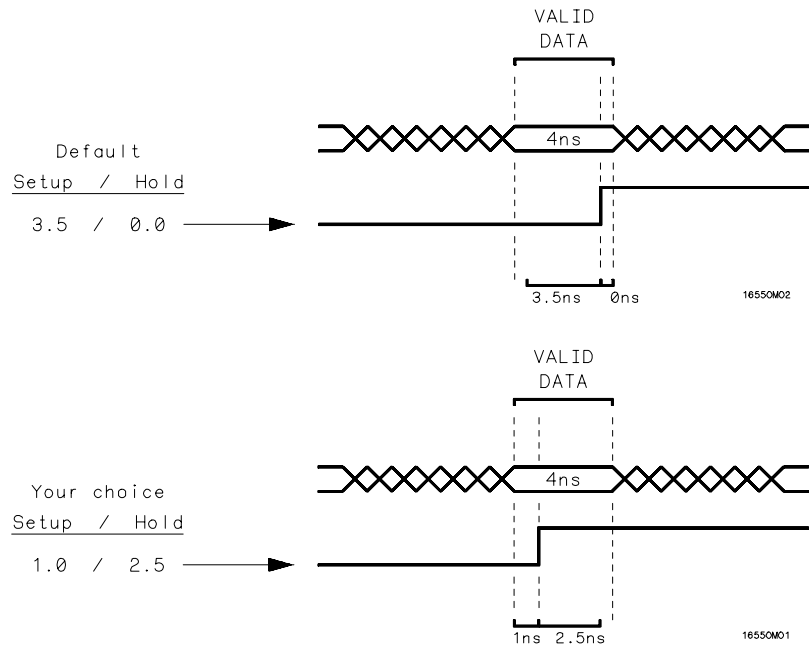 VALID
DATA
4ns
Default
Setup / Hold
3.5 / 0.0
3.5ns 0ns
16550M02
VALID
DATA
4ns
Your choice
Setup / Hold
1.0 / 2.5
1ns 2.5ns
16550M01